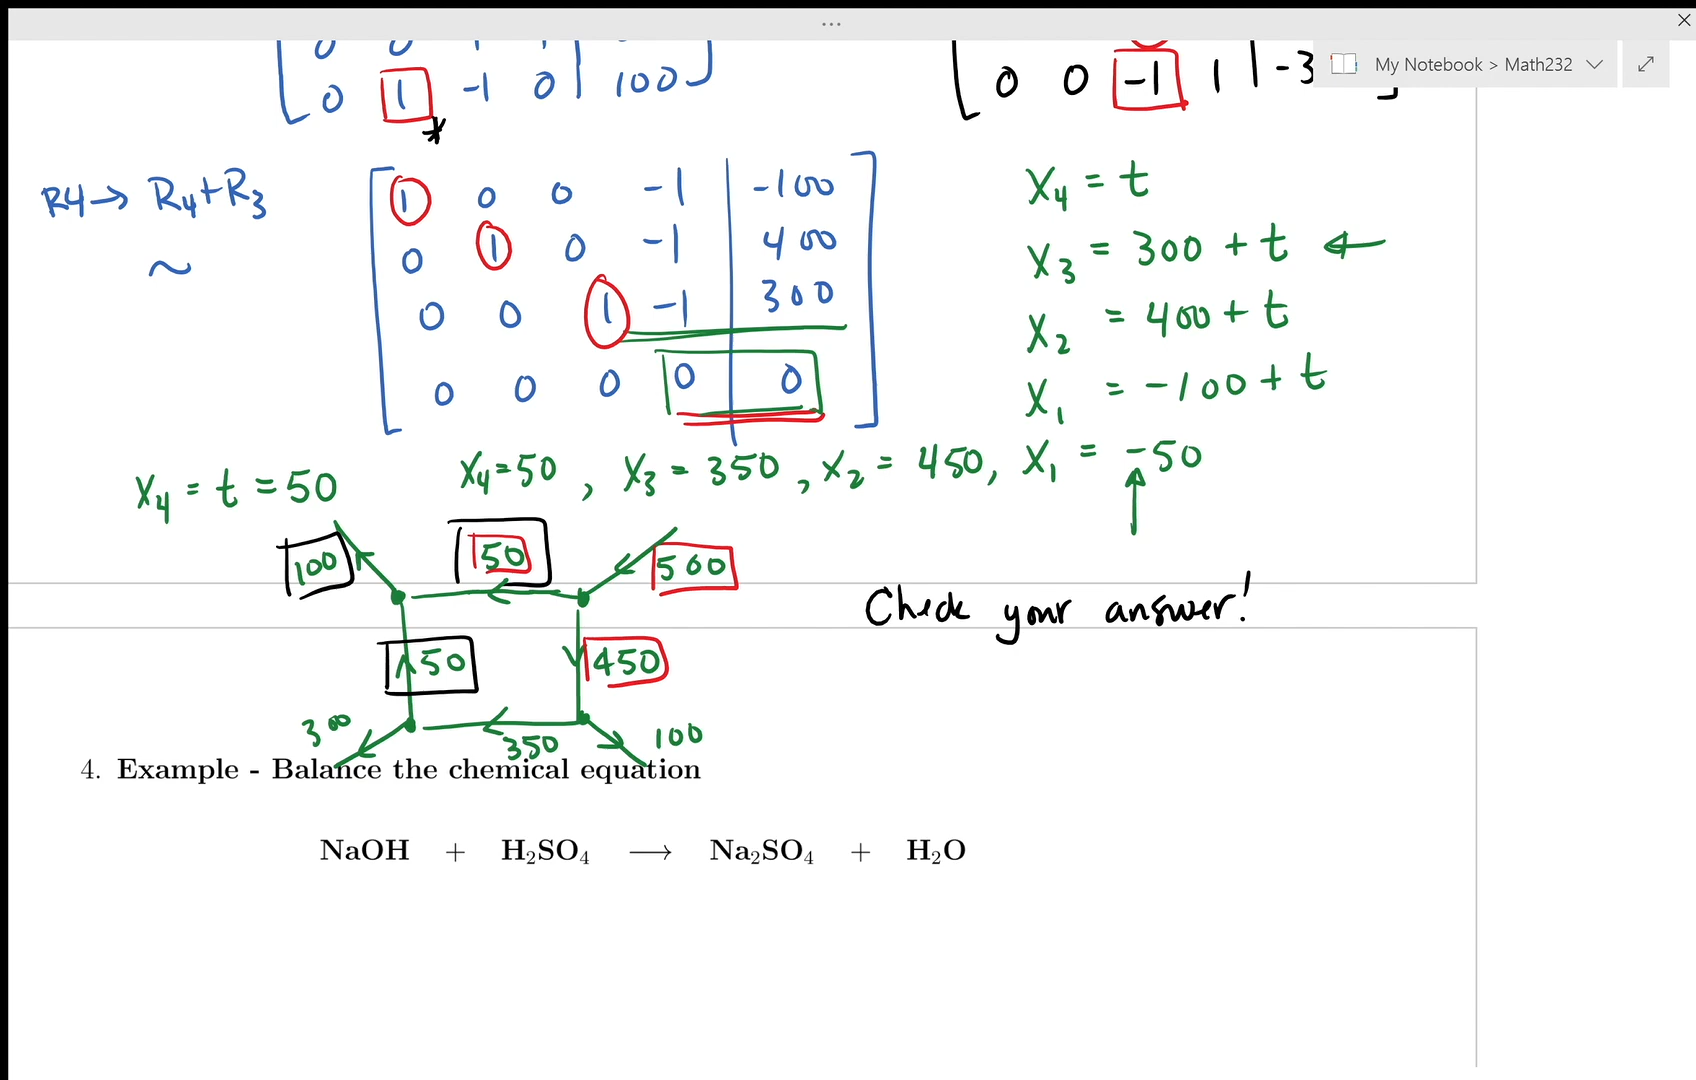 ...
My Notebook > Math232
0 1 -1 0 | 100
*
0 0 -1 1 | -3
R4→ R4+R3
~
1 0 0 -1 | -100
0 1 0 -1 | 400
0 0 1 -1 | 300
0 0 0 0 | 0
X4 = t
X3 = 300 + t ←
X2 = 400 + t
X1 = -100 + t
X4 = t = 50
X4=50 , X3 = 350 , X2 = 450, X1 = -50
100
50
500
50
450
300
350
100
Check your answer!
4. Example - Balance the chemical equation
NaOH + H₂SO₄ ⟶ Na₂SO₄ + H₂O